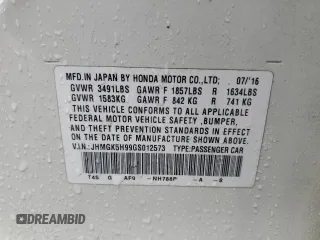 MFD.IN JAPAN BY HONDA MOTOR CO.,LTD; 07/'16
GVWR 3491LBS GAWR F 1857LBS R 1634LBS
GVWR 1583KG GAWR F 842 KG R 741 KG
THIS VEHICLE CONFORMS TO ALL APPLICABLE
FEDERAL MOTOR VEHICLE SAFETY ,BUMPER,
AND THEFT PREVENTION STANDARDS IN EFFECT
ON THE DATE OF MANUFACTURE SHOWN ABOVE.
V.I.N: JHMGK5H99GS012573 TYPE:PASSENGER CAR
A S
AUTOHELPERBOT.COM